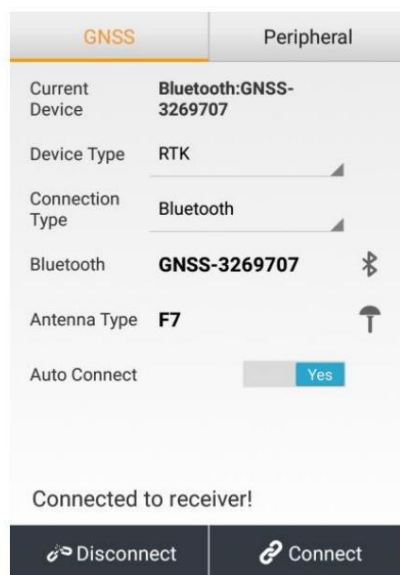 GNSS Peripheral
Current Device Bluetooth:GNSS-3269707
Device Type RTK
Connection Type Bluetooth
Bluetooth GNSS-3269707
Antenna Type F7
Auto Connect Yes
Connected to receiver!
Disconnect Connect